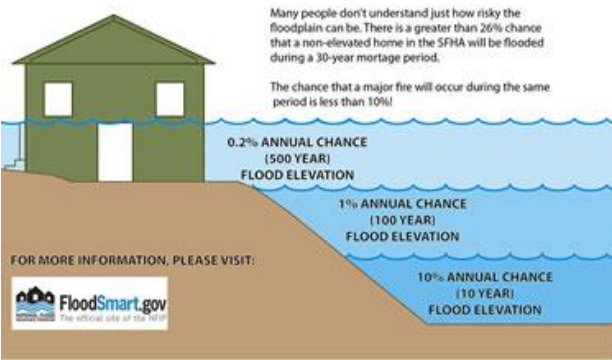 Many people don't understand just how risky the
floodplain can be. There is a greater than 26% chance
that a non-elevated home in the SFHA will be flooded
during a 30-year mortage period.
The chance that a major fire will occur during the same
period is less than 10%!
0.2% ANNUAL CHANCE
(500 YEAR)
FLOOD ELEVATION
1% ANNUAL CHANCE
(100 YEAR)
FLOOD ELEVATION
10% ANNUAL CHANCE
(10 YEAR)
FLOOD ELEVATION
FOR MORE INFORMATION, PLEASE VISIT:
FloodSmart.gov
The official site of the NFIP